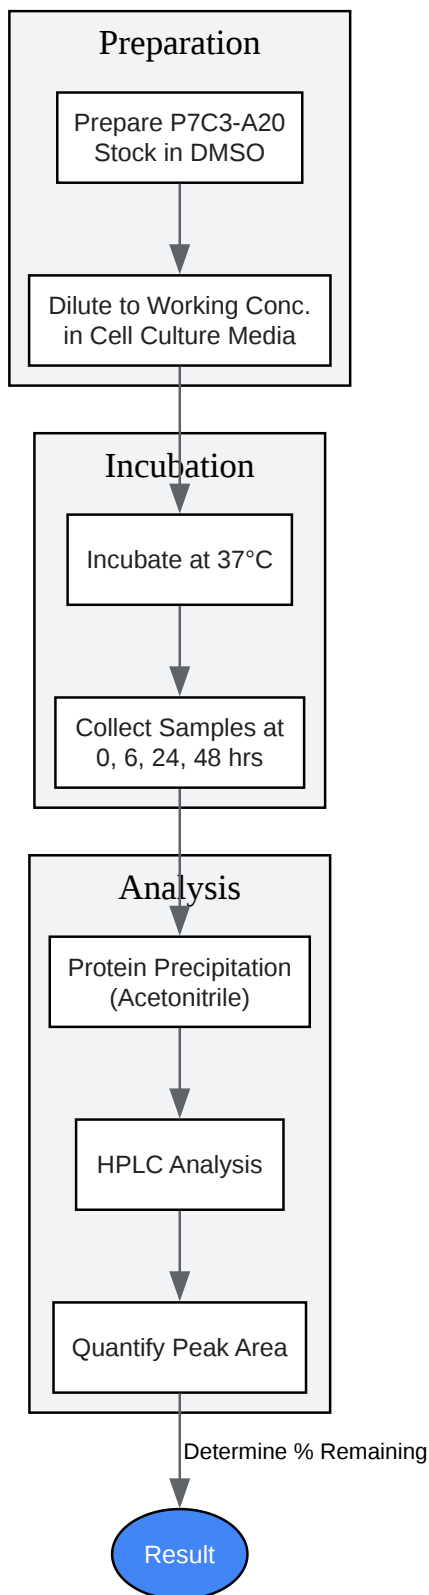 Preparation
Prepare P7C3-A20
Stock in DMSO
Dilute to Working Conc.
in Cell Culture Media
Incubation
Incubate at 37°C
Collect Samples at
0, 6, 24, 48 hrs
Analysis
Protein Precipitation
(Acetonitrile)
HPLC Analysis
Quantify Peak Area
Determine % Remaining
Result